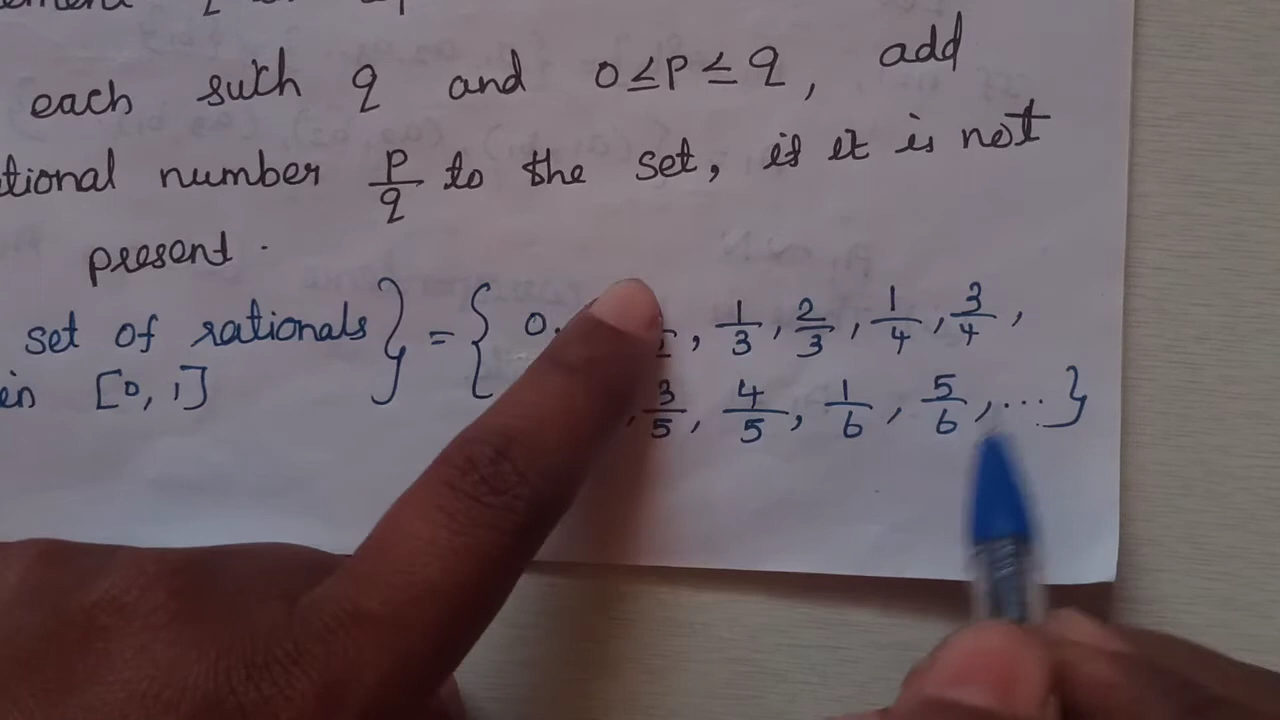 each such q and 0≤P≤q, add
tional number P/q to the set, if it is not
present.
set of rationals } = { 0, 1/3, 2/3, 1/4, 3/4,
in [0, 1] 3/5, 4/5, 1/6, 5/6, ... }